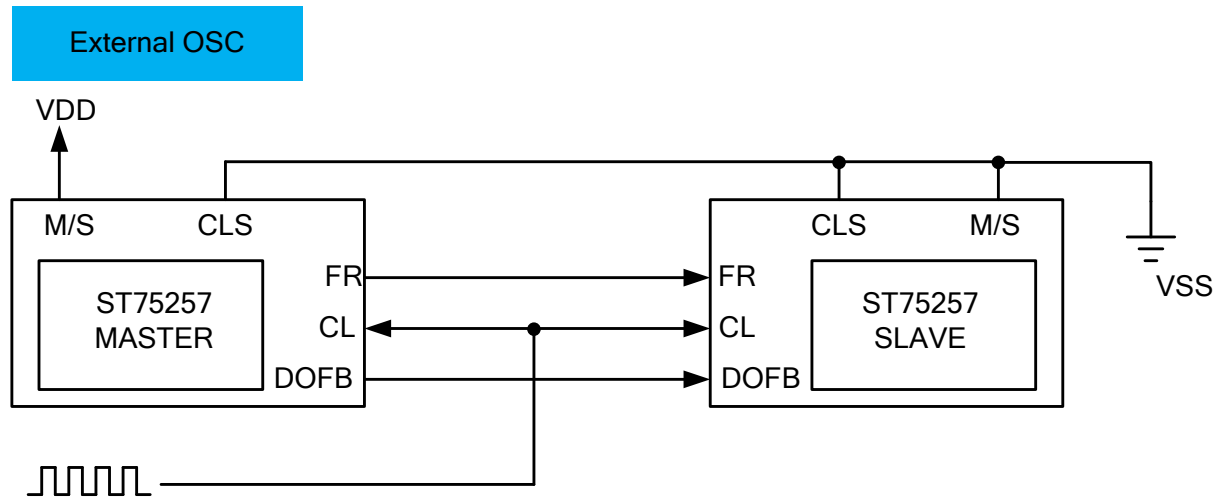 External OSC
VDD
M/S
CLS
CLS
M/S
FR
FR
VSS
ST75257
MASTER
ST75257
SLAVE
CL
CL
DOFB
DOFB